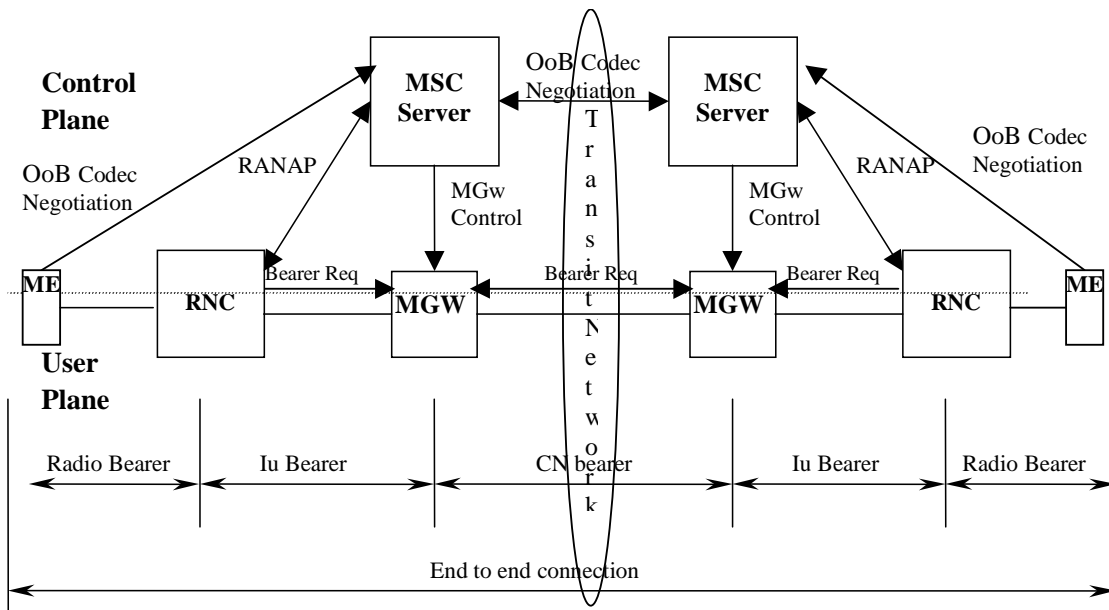 OoB Codec
Negotiation
Control
Plane
MSC
Server
MSC
Server
Transit Network
RANAP
RANAP
OoB Codec
Negotiation
OoB Codec
Negotiation
MGw
Control
MGw
Control
ME
RNC
Bearer Req
MGW
Bearer Req
MGW
Bearer Req
RNC
ME
User
Plane
Radio Bearer
Iu Bearer
CN bearer
Iu Bearer
Radio Bearer
End to end connection